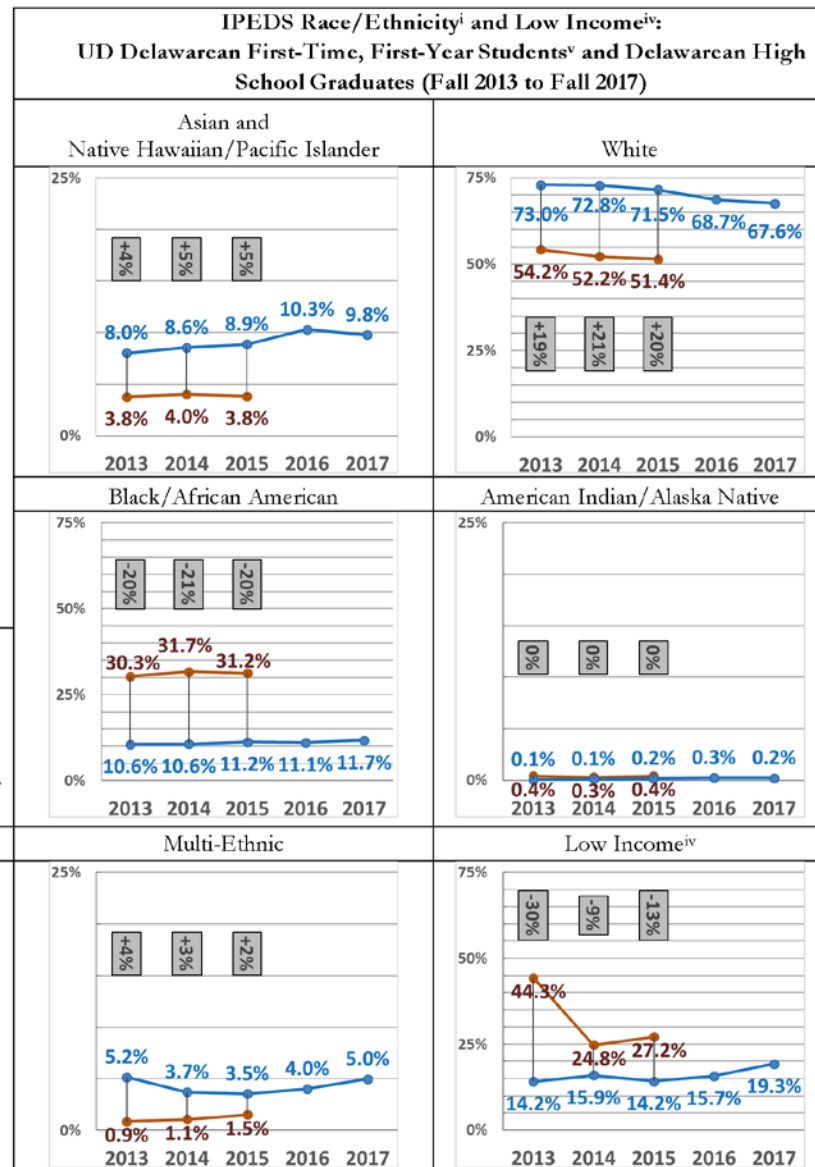 IPEDS Race/Ethnicityⁱ and Low Incomeⁱᵛ:
UD Delawarean First-Time, First-Year Studentsᵛ and Delawarean High
School Graduates (Fall 2013 to Fall 2017)
Asian and
Native Hawaiian/Pacific Islander
25%
+4% +5% +5%
8.0% 8.6% 8.9% 10.3% 9.8%
3.8% 4.0% 3.8%
0%
2013 2014 2015 2016 2017
White
75%
73.0% 72.8% 71.5% 68.7% 67.6%
50%
54.2% 52.2% 51.4%
+19% +21% +20%
25%
0%
2013 2014 2015 2016 2017
Black/African American
75%
-20% -21% -20%
50%
30.3% 31.7% 31.2%
25%
10.6% 10.6% 11.2% 11.1% 11.7%
0%
2013 2014 2015 2016 2017
American Indian/Alaska Native
25%
0% 0% 0%
0.1% 0.1% 0.2% 0.3% 0.2%
0%
0.4% 0.3% 0.4%
2013 2014 2015 2016 2017
Multi-Ethnic
25%
+4% +3% +2%
5.2% 3.7% 3.5% 4.0% 5.0%
0%
0.9% 1.1% 1.5%
2013 2014 2015 2016 2017
Low Incomeⁱᵛ
75%
-30% -9% -13%
50%
44.3% 24.8% 27.2%
25%
14.2% 15.9% 14.2% 15.7% 19.3%
0%
2013 2014 2015 2016 2017